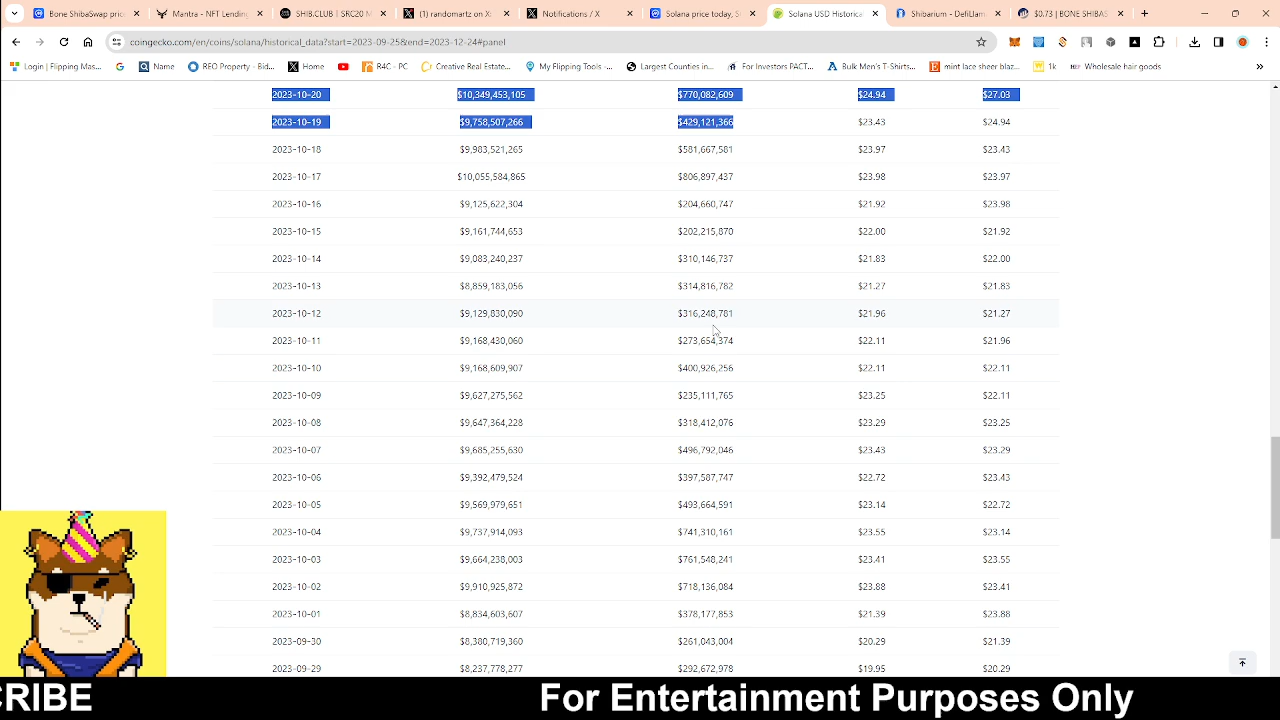 Bone ShibaSwap pric
Mantra - NFT Lending
SHIB.CLUB | SRC20 M
(1) rantomartz on X:
Notifications / X
Solana price today, S
Solana USD Historica
Shibarium - DefiLlam
$0.73 | BONE SHIBAS
coingecko.com/en/coins/solana/historical_data?start=2023-09-25&end=2023-12-24#panel
Login | Flipping Mas...
Name
REO Property - Bid...
Home
R4C - PC
Creative Real Estate...
My Flipping Tools -...
Largest Counties in...
For Investors PACT...
Bulk Men's T-Shirts...
mint lace sheer blaz...
1k
Wholesale hair goods
2023-10-20 $10,349,453,105 $770,082,609 $24.94 $27.03
2023-10-19 $9,758,507,266 $429,121,366 $23.43 $24.94
2023-10-18 $9,983,521,265 $581,667,581 $23.97 $23.43
2023-10-17 $10,055,584,865 $806,897,437 $23.98 $23.97
2023-10-16 $9,125,622,304 $204,660,747 $21.92 $23.98
2023-10-15 $9,161,744,653 $202,215,870 $22.00 $21.92
2023-10-14 $9,083,240,237 $310,146,737 $21.83 $22.00
2023-10-13 $8,859,183,056 $314,816,782 $21.27 $21.83
2023-10-12 $9,129,830,090 $316,248,781 $21.96 $21.27
2023-10-11 $9,168,430,060 $273,654,374 $22.11 $21.96
2023-10-10 $9,168,609,907 $400,926,256 $22.11 $22.11
2023-10-09 $9,627,275,562 $235,111,765 $23.25 $22.11
2023-10-08 $9,647,364,228 $318,412,076 $23.29 $23.25
2023-10-07 $9,685,255,630 $496,792,046 $23.43 $23.29
2023-10-06 $9,392,479,524 $397,587,747 $22.72 $23.43
2023-10-05 $9,569,979,651 $493,664,591 $23.14 $22.72
2023-10-04 $9,737,914,093 $741,310,161 $23.55 $23.14
2023-10-03 $9,664,238,003 $761,548,241 $23.41 $23.55
2023-10-02 $9,910,925,872 $718,136,084 $23.88 $23.41
2023-10-01 $8,834,603,607 $378,177,853 $21.39 $23.88
2023-09-30 $8,380,719,360 $261,043,004 $20.29 $21.39
2023-09-29 $8,237,778,277 $292,672,978 $19.95 $20.29
CRIBE
For Entertainment Purposes Only